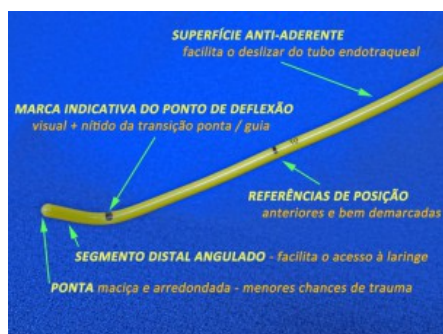 SUPERFÍCIE ANTI-ADERENTE
facilita o deslizar do tubo endotraqueal
MARCA INDICATIVA DO PONTO DE DEFLEXÃO
visual + nítido da transição ponta / guia
REFERÊNCIAS DE POSIÇÃO
anteriores e bem demarcadas
SEGMENTO DISTAL ANGULADO - facilita o acesso à laringe
PONTA maciça e arredondada - menores chances de trauma